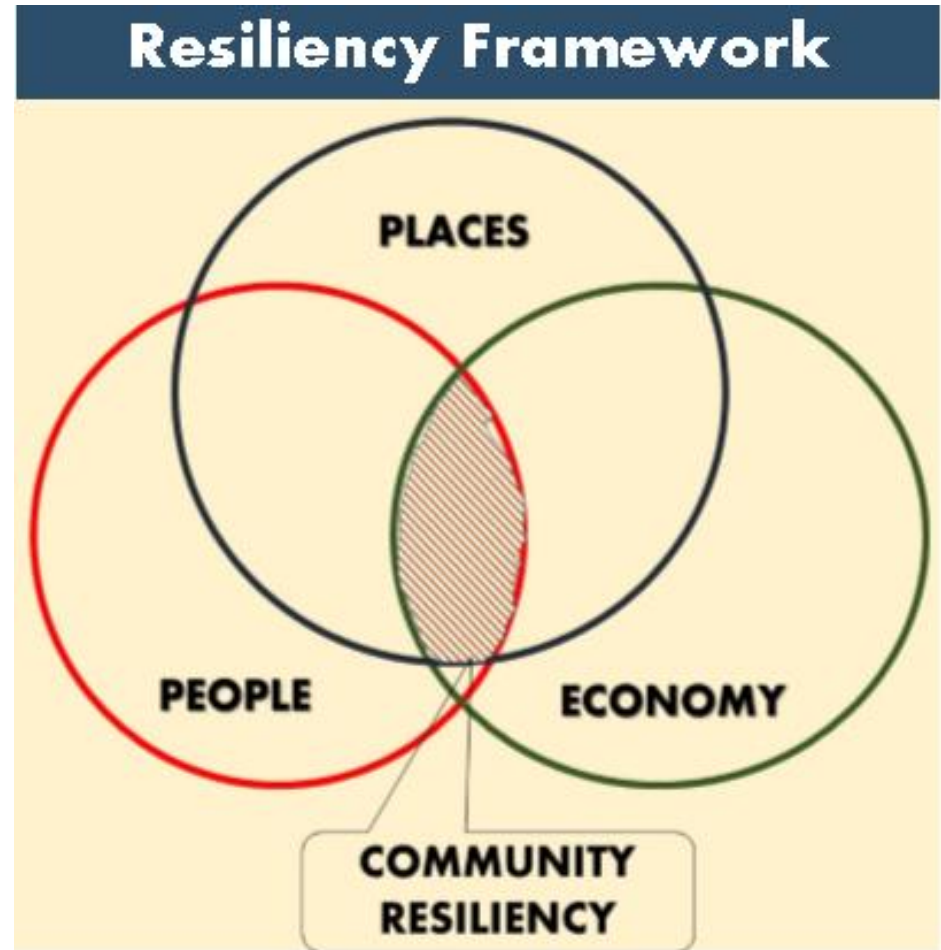 Resiliency Framework
PLACES
PEOPLE
ECONOMY
COMMUNITY
RESILIENCY